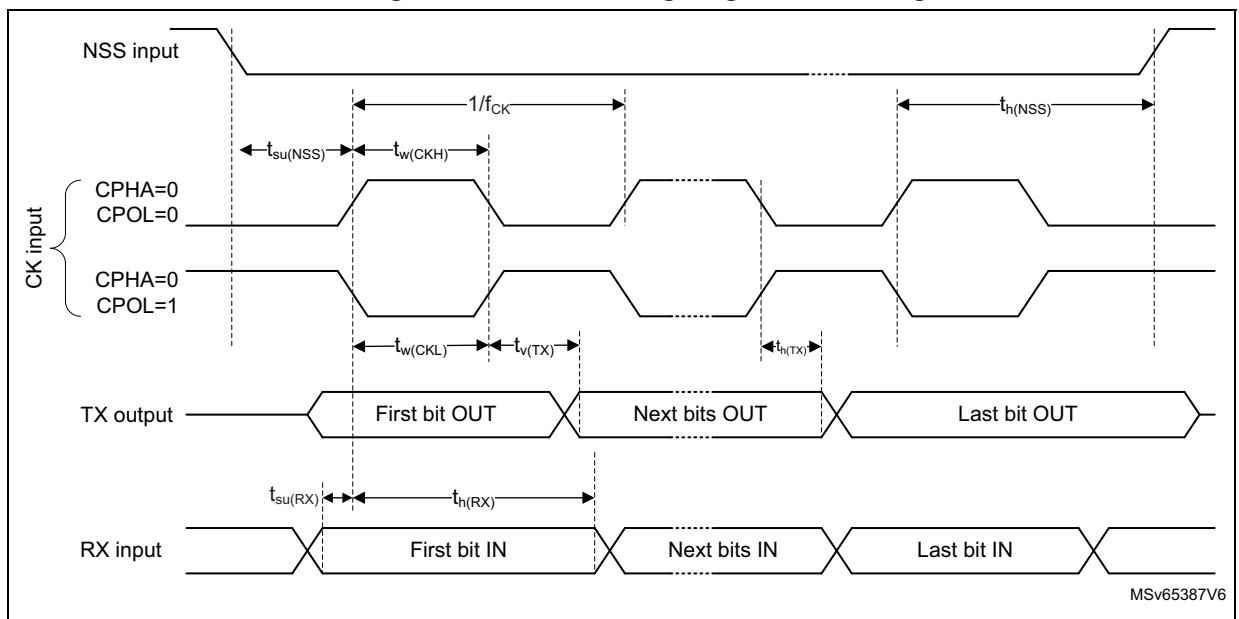 NSS input
1/fCK
th(NSS)
tsu(NSS)
tw(CKH)
CK input
CPHA=0
CPOL=0
CPHA=0
CPOL=1
tw(CKL)
tv(TX)
th(TX)
TX output
First bit OUT
Next bits OUT
Last bit OUT
tsu(RX)
th(RX)
RX input
First bit IN
Next bits IN
Last bit IN
MSv65387V6